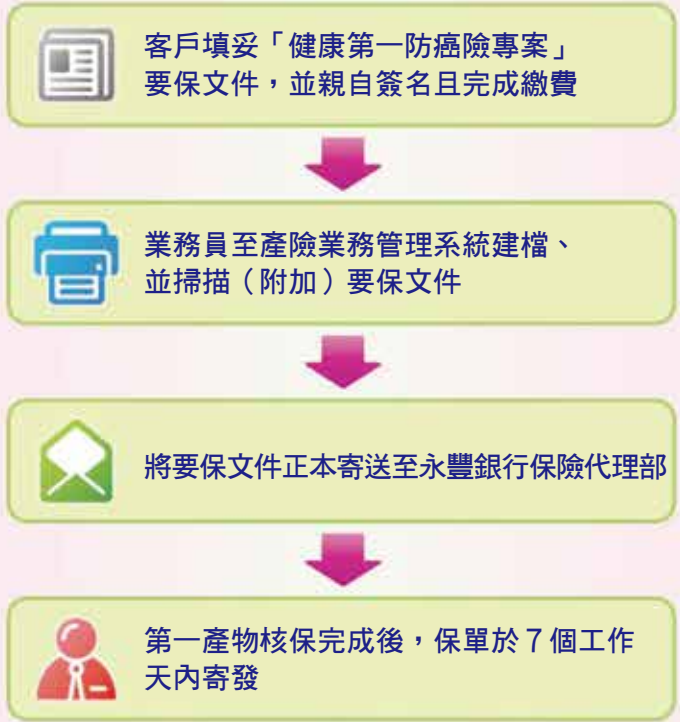 客戶填妥「健康第一防癌險專案」
要保文件，並親自簽名且完成繳費
業務員至產險業務管理系統建檔、
並掃描（附加）要保文件
將要保文件正本寄送至永豐銀行保險代理部
第一產物核保完成後，保單於７個工作
天內寄發